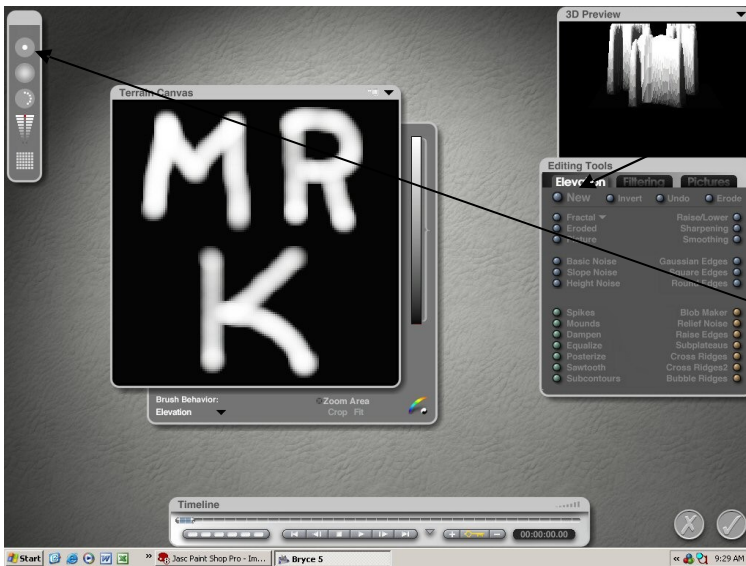 3D Preview
Terrain Canvas
M R
K
Editing Tools
Elevation Filtering Pictures
New Invert Undo Erode
Fractal Raise/Lower
Eroded Sharpening
Picture Smoothing
Basic Noise Gaussian Edges
Slope Noise Square Edges
Height Noise Round Edges
Spikes Blob Maker
Mounds Relief Noise
Dampen Raise Edges
Equalize Subplateaus
Posterize Cross Ridges
Sawtooth Cross Ridges2
Subcontours Bubble Ridges
Brush Behavior:
Elevation
Zoom Area
Crop Fit
Timeline
00:00:00.00
Start
Jasc Paint Shop Pro - Im...
Bryce 5
9:29 AM